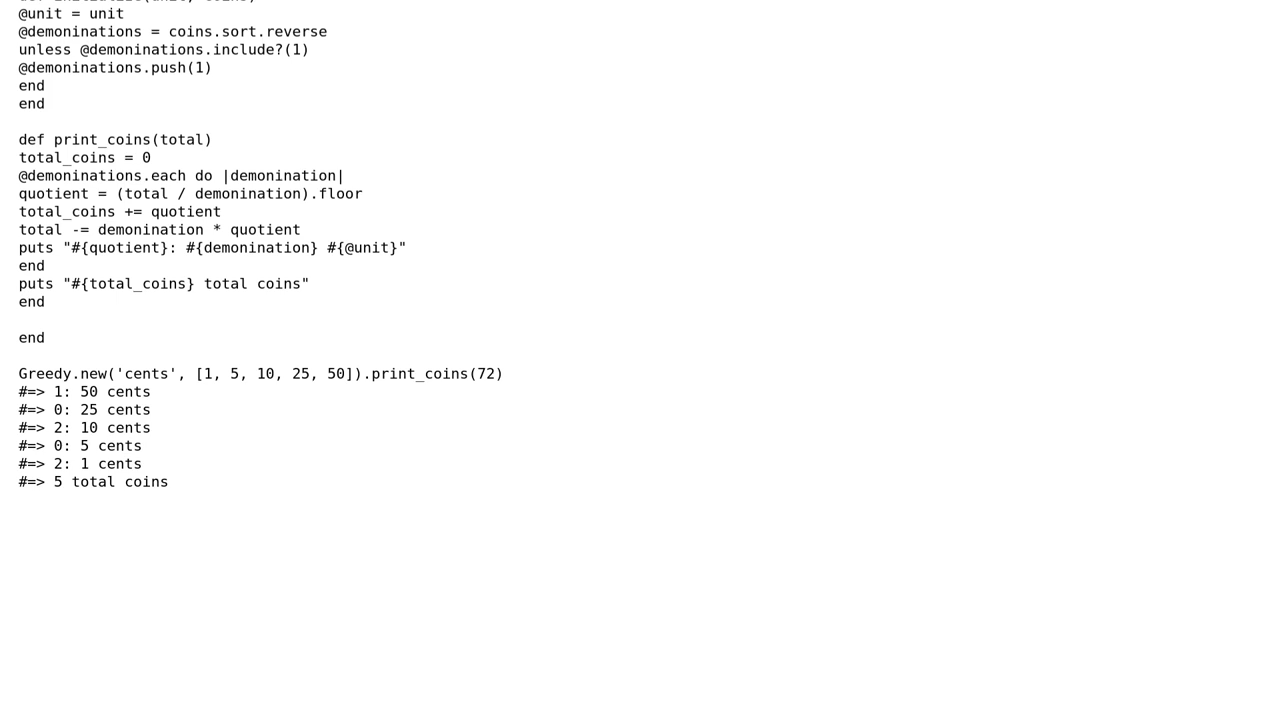 @unit = unit
@demoninations = coins.sort.reverse
unless @demoninations.include?(1)
@demoninations.push(1)
end
end

def print_coins(total)
total_coins = 0
@demoninations.each do |demonination|
quotient = (total / demonination).floor
total_coins += quotient
total -= demonination * quotient
puts "#{quotient}: #{demonination} #{@unit}"
end
puts "#{total_coins} total coins"
end

end

Greedy.new('cents', [1, 5, 10, 25, 50]).print_coins(72)
#=> 1: 50 cents
#=> 0: 25 cents
#=> 2: 10 cents
#=> 0: 5 cents
#=> 2: 1 cents
#=> 5 total coins